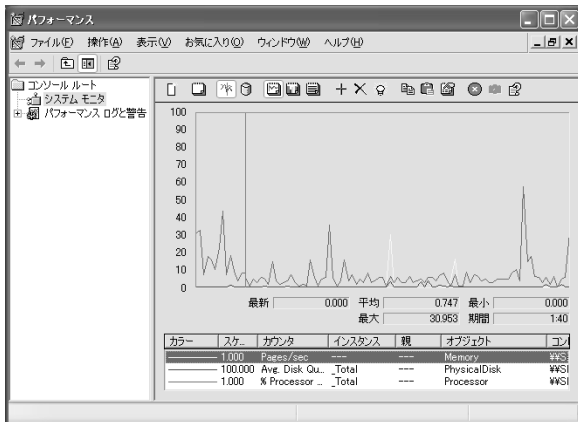 パフォーマンス
ファイル(F) 操作(A) 表示(V) お気に入り(O) ウィンドウ(W) ヘルプ(H)
コンソール ルート
システム モニタ
パフォーマンス ログと警告
100
90
80
70
60
50
40
30
20
10
0
最新 0.000 平均 0.747 最小 0.000
最大 30.953 期間 1:40
カラー スケ... カウンタ インスタンス 親 オブジェクト コン
1.000 Pages/sec --- --- Memory ¥¥SI
100.000 Avg. Disk Qu... _Total --- PhysicalDisk ¥¥SI
1.000 % Processor ... _Total --- Processor ¥¥SI